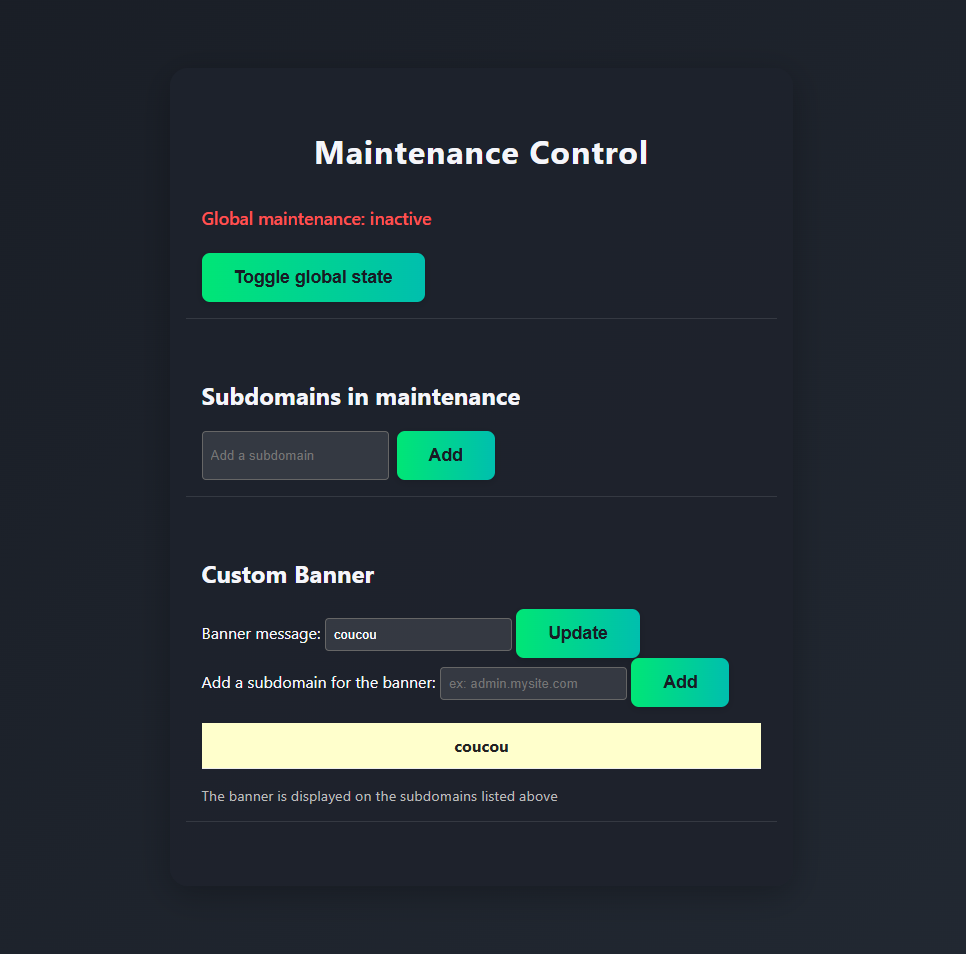 Maintenance Control
Global maintenance: inactive
Toggle global state
Subdomains in maintenance
Add a subdomain Add
Custom Banner
Banner message: coucou Update
Add a subdomain for the banner: ex: admin.mysite.com Add
coucou
The banner is displayed on the subdomains listed above